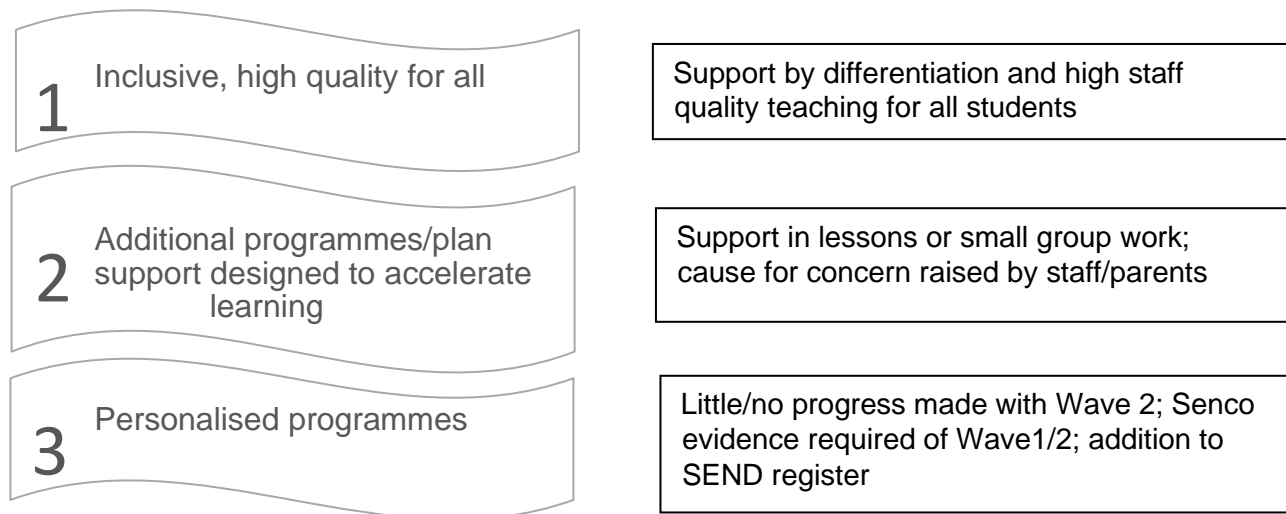 1
Inclusive, high quality for all
Support by differentiation and high staff
quality teaching for all students
2
Additional programmes/plan
support designed to accelerate
learning
Support in lessons or small group work;
cause for concern raised by staff/parents
3
Personalised programmes
Little/no progress made with Wave 2; Senco
evidence required of Wave1/2; addition to
SEND register